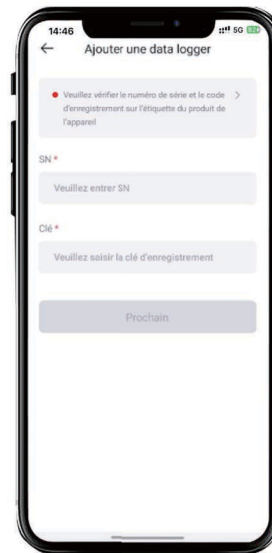 14:46
5G
Ajouter une data logger
Veuillez vérifier le numéro de série et le code
d'enregistrement sur l'étiquette du produit de
l'appareil
SN *
Veuillez entrer SN
Clé *
Veuillez saisir la clé d'enregistrement
Prochain